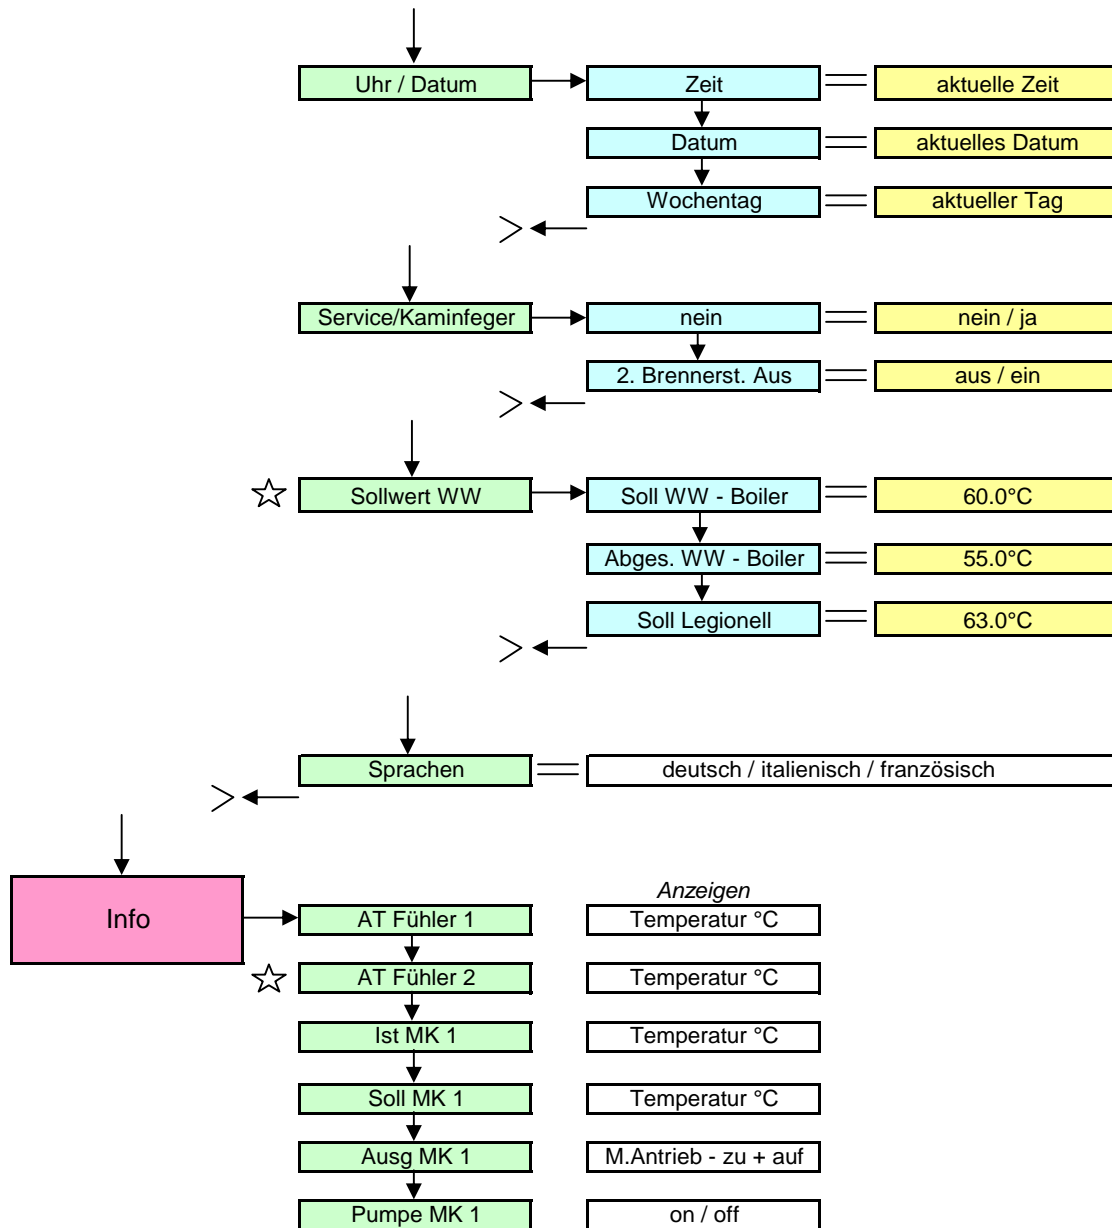 Uhr / Datum Zeit aktuelle Zeit
Datum aktuelles Datum
Wochentag aktueller Tag
Service/Kaminfeger nein nein / ja
2. Brennerst. Aus aus / ein
Sollwert WW Soll WW - Boiler 60.0°C
Abges. WW - Boiler 55.0°C
Soll Legionell 63.0°C
Sprachen deutsch / italienisch / französisch
Anzeigen
Info AT Fühler 1 Temperatur °C
AT Fühler 2 Temperatur °C
Ist MK 1 Temperatur °C
Soll MK 1 Temperatur °C
Ausg MK 1 M.Antrieb - zu + auf
Pumpe MK 1 on / off